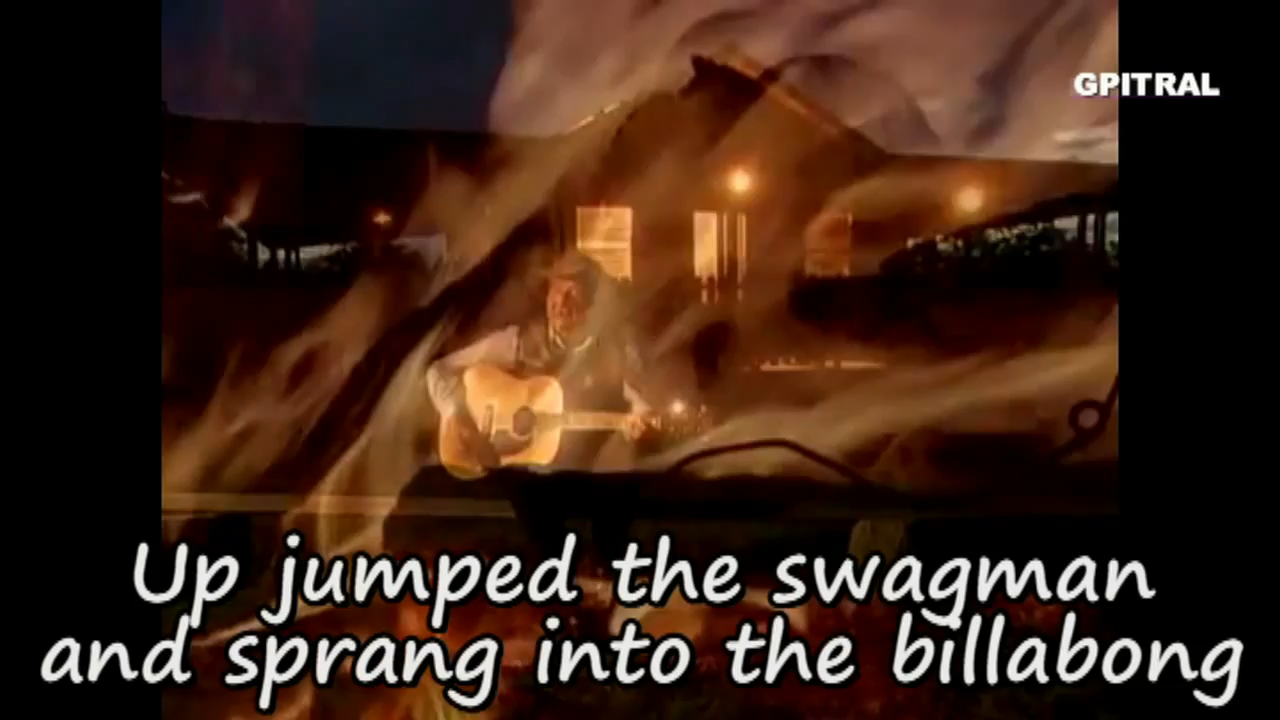 GPITRAL
Up jumped the swagman
and sprang into the billabong